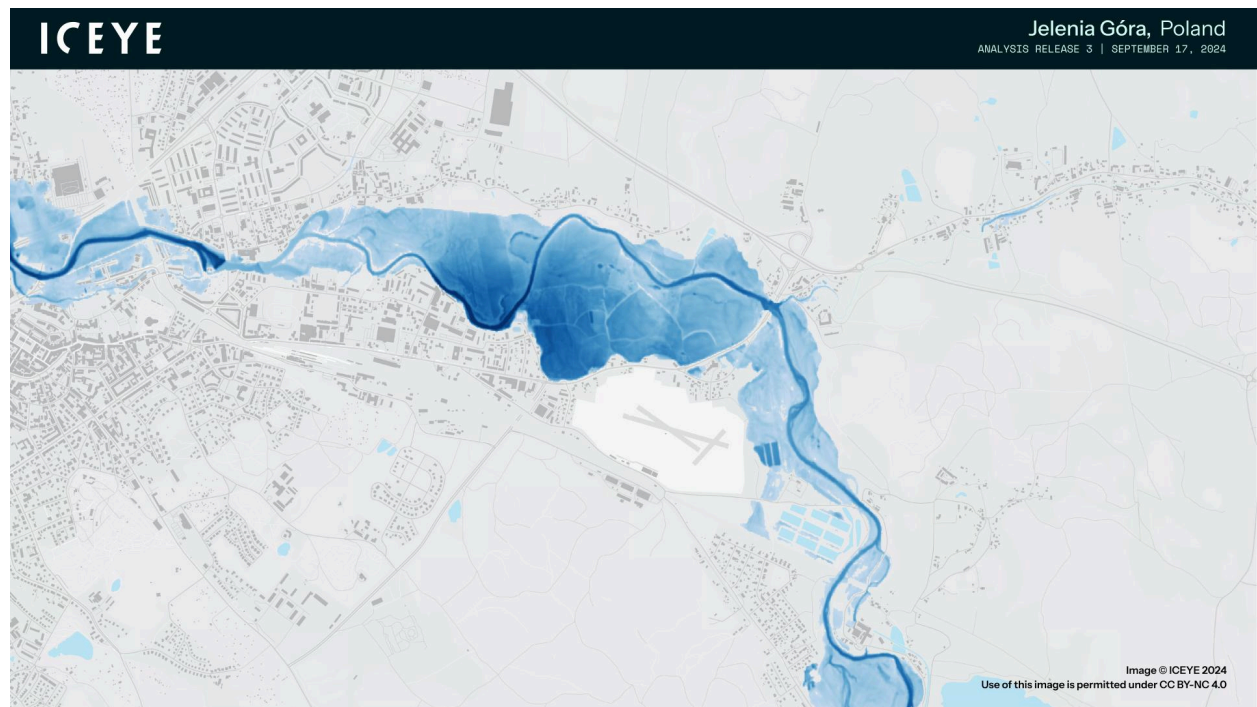 ICEYE
Jelenia Góra, Poland
ANALYSIS RELEASE 3 | SEPTEMBER 17, 2024
Image © ICEYE 2024
Use of this image is permitted under CC BY-NC 4.0